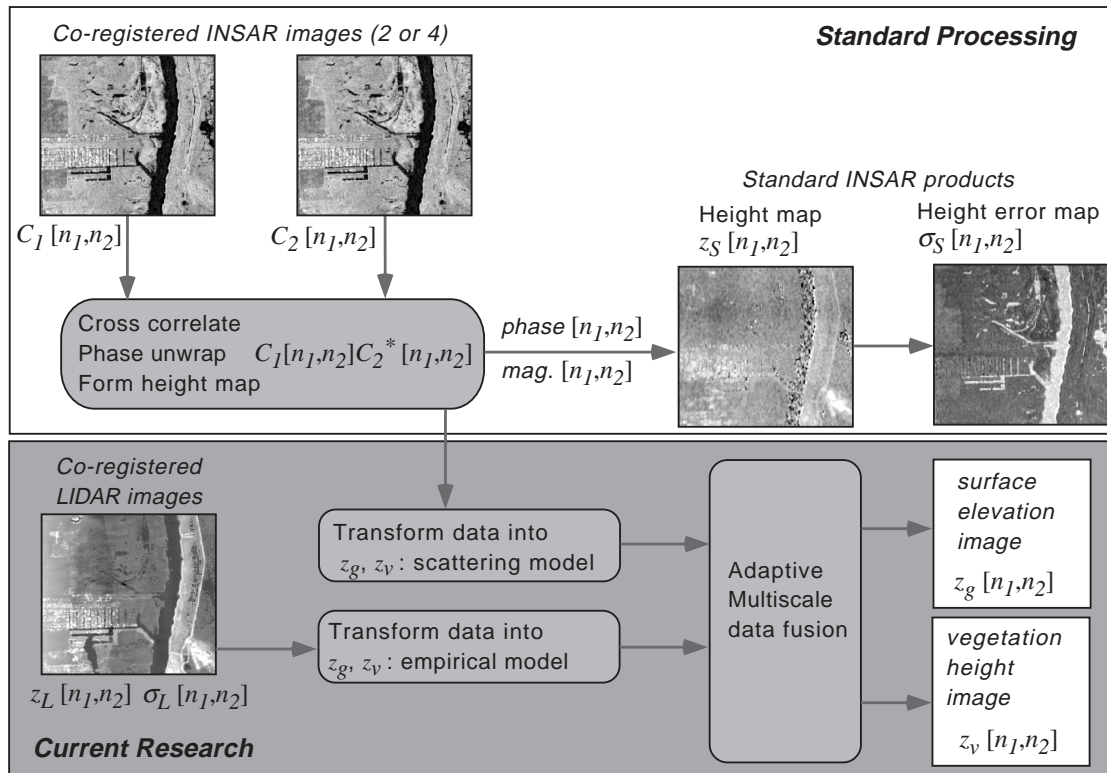 Co-registered INSAR images (2 or 4)
Standard Processing
C1 [n1,n2]
C2 [n1,n2]
Standard INSAR products
Height map
zS [n1,n2]
Height error map
σS [n1,n2]
Cross correlate
Phase unwrap C1[n1,n2]C2* [n1,n2]
Form height map
phase [n1,n2]
mag. [n1,n2]
Co-registered
LIDAR images
zL [n1,n2] σL [n1,n2]
Transform data into
zg, zv : scattering model
Transform data into
zg, zv : empirical model
Adaptive
Multiscale
data fusion
surface
elevation
image
zg [n1,n2]
vegetation
height
image
zv [n1,n2]
Current Research